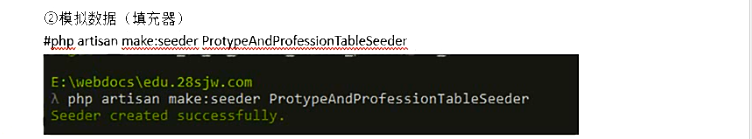 ②模拟数据（填充器）
#php artisan make:seeder ProtypeAndProfessionTableSeeder
E:\webdocs\edu.28sjw.com
λ php artisan make:seeder ProtypeAndProfessionTableSeeder
Seeder created successfully.